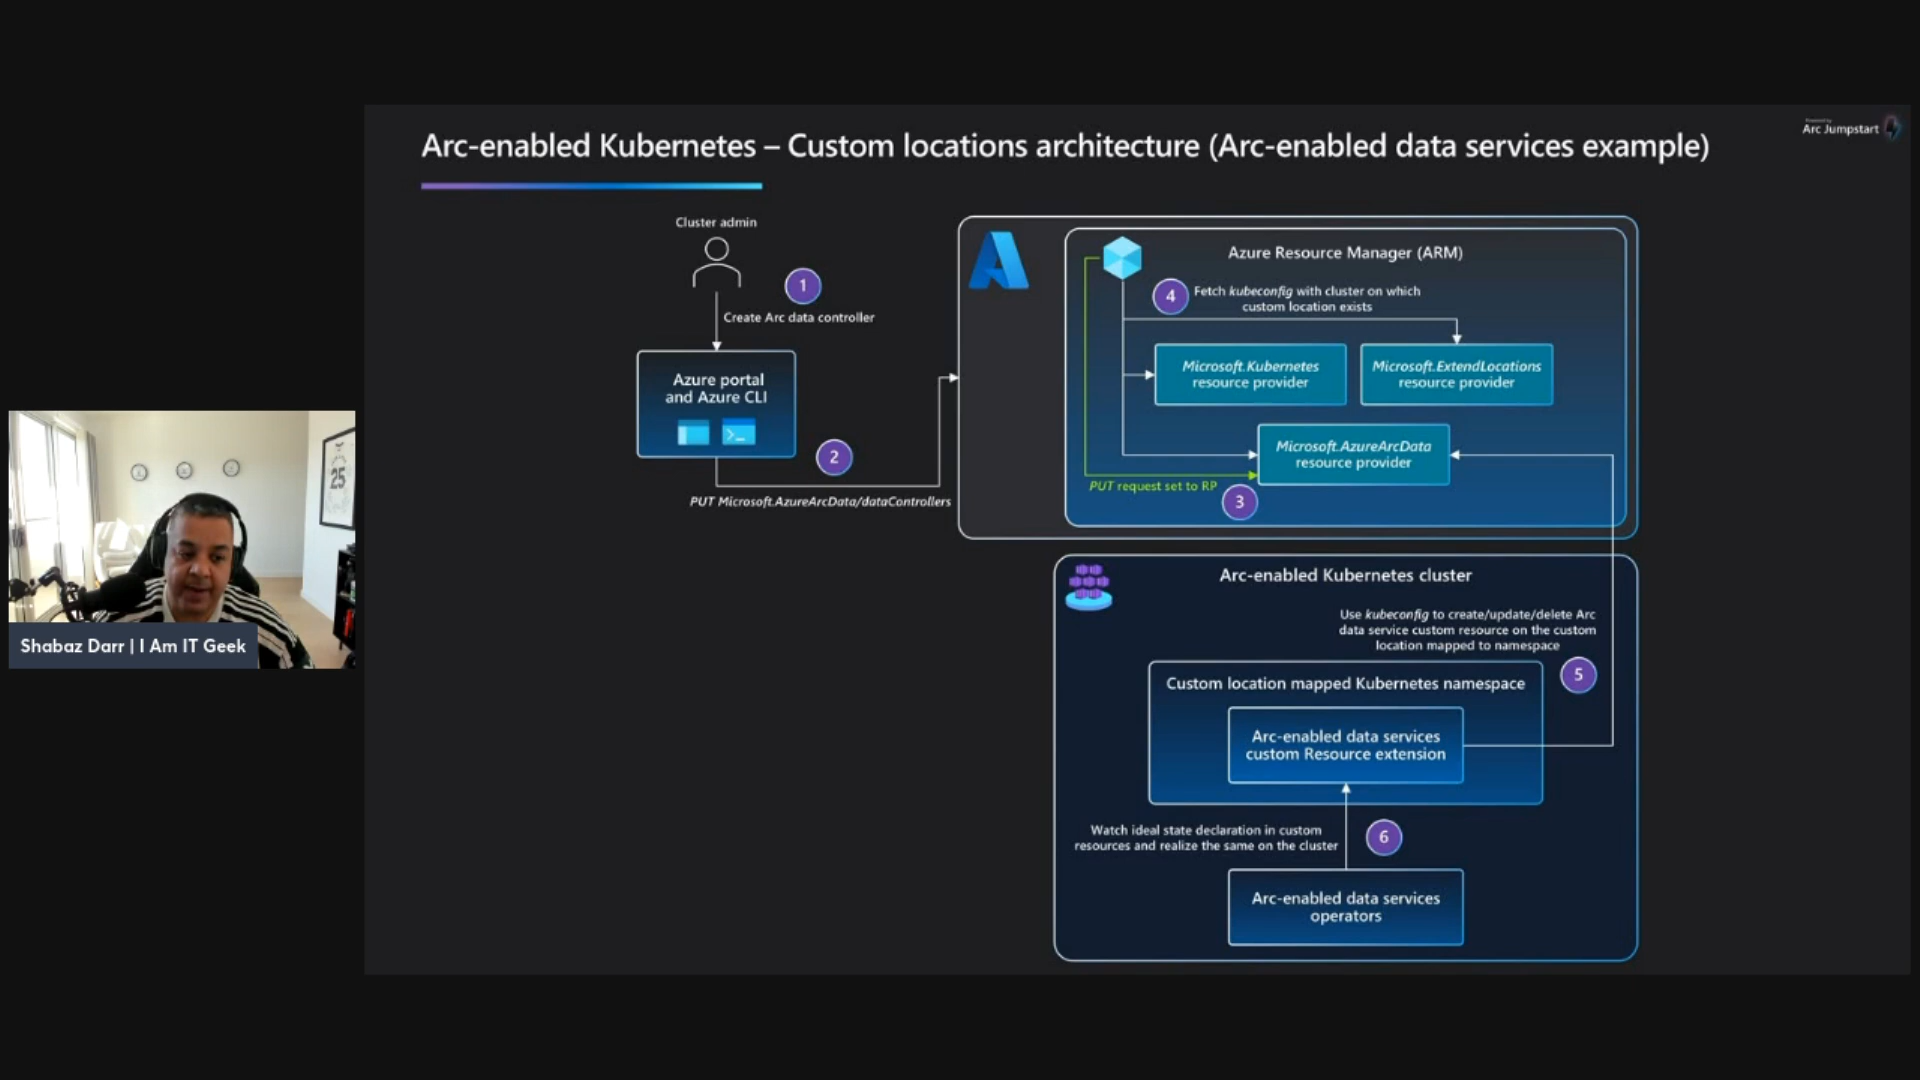 Arc-enabled Kubernetes – Custom locations architecture (Arc-enabled data services example)
Arc Jumpstart
Cluster admin
1
Create Arc data controller
Azure portal
and Azure CLI
2
PUT Microsoft.AzureArcData/dataControllers
Azure Resource Manager (ARM)
4
Fetch kubeconfig with cluster on which
custom location exists
Microsoft.Kubernetes
resource provider
Microsoft.ExtendLocations
resource provider
Microsoft.AzureArcData
resource provider
PUT request set to RP
3
Arc-enabled Kubernetes cluster
Use kubeconfig to create/update/delete Arc
data service custom resource on the custom
location mapped to namespace
5
Custom location mapped Kubernetes namespace
Arc-enabled data services
custom Resource extension
Watch ideal state declaration in custom
resources and realize the same on the cluster
6
Arc-enabled data services
operators
25
Shabaz Darr | I Am IT Geek